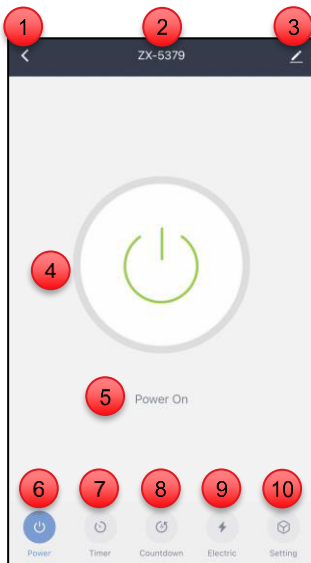 1 2 3
ZX-5379
4
5 Power On
6 7 8 9 10
Power Timer Countdown Electric Setting